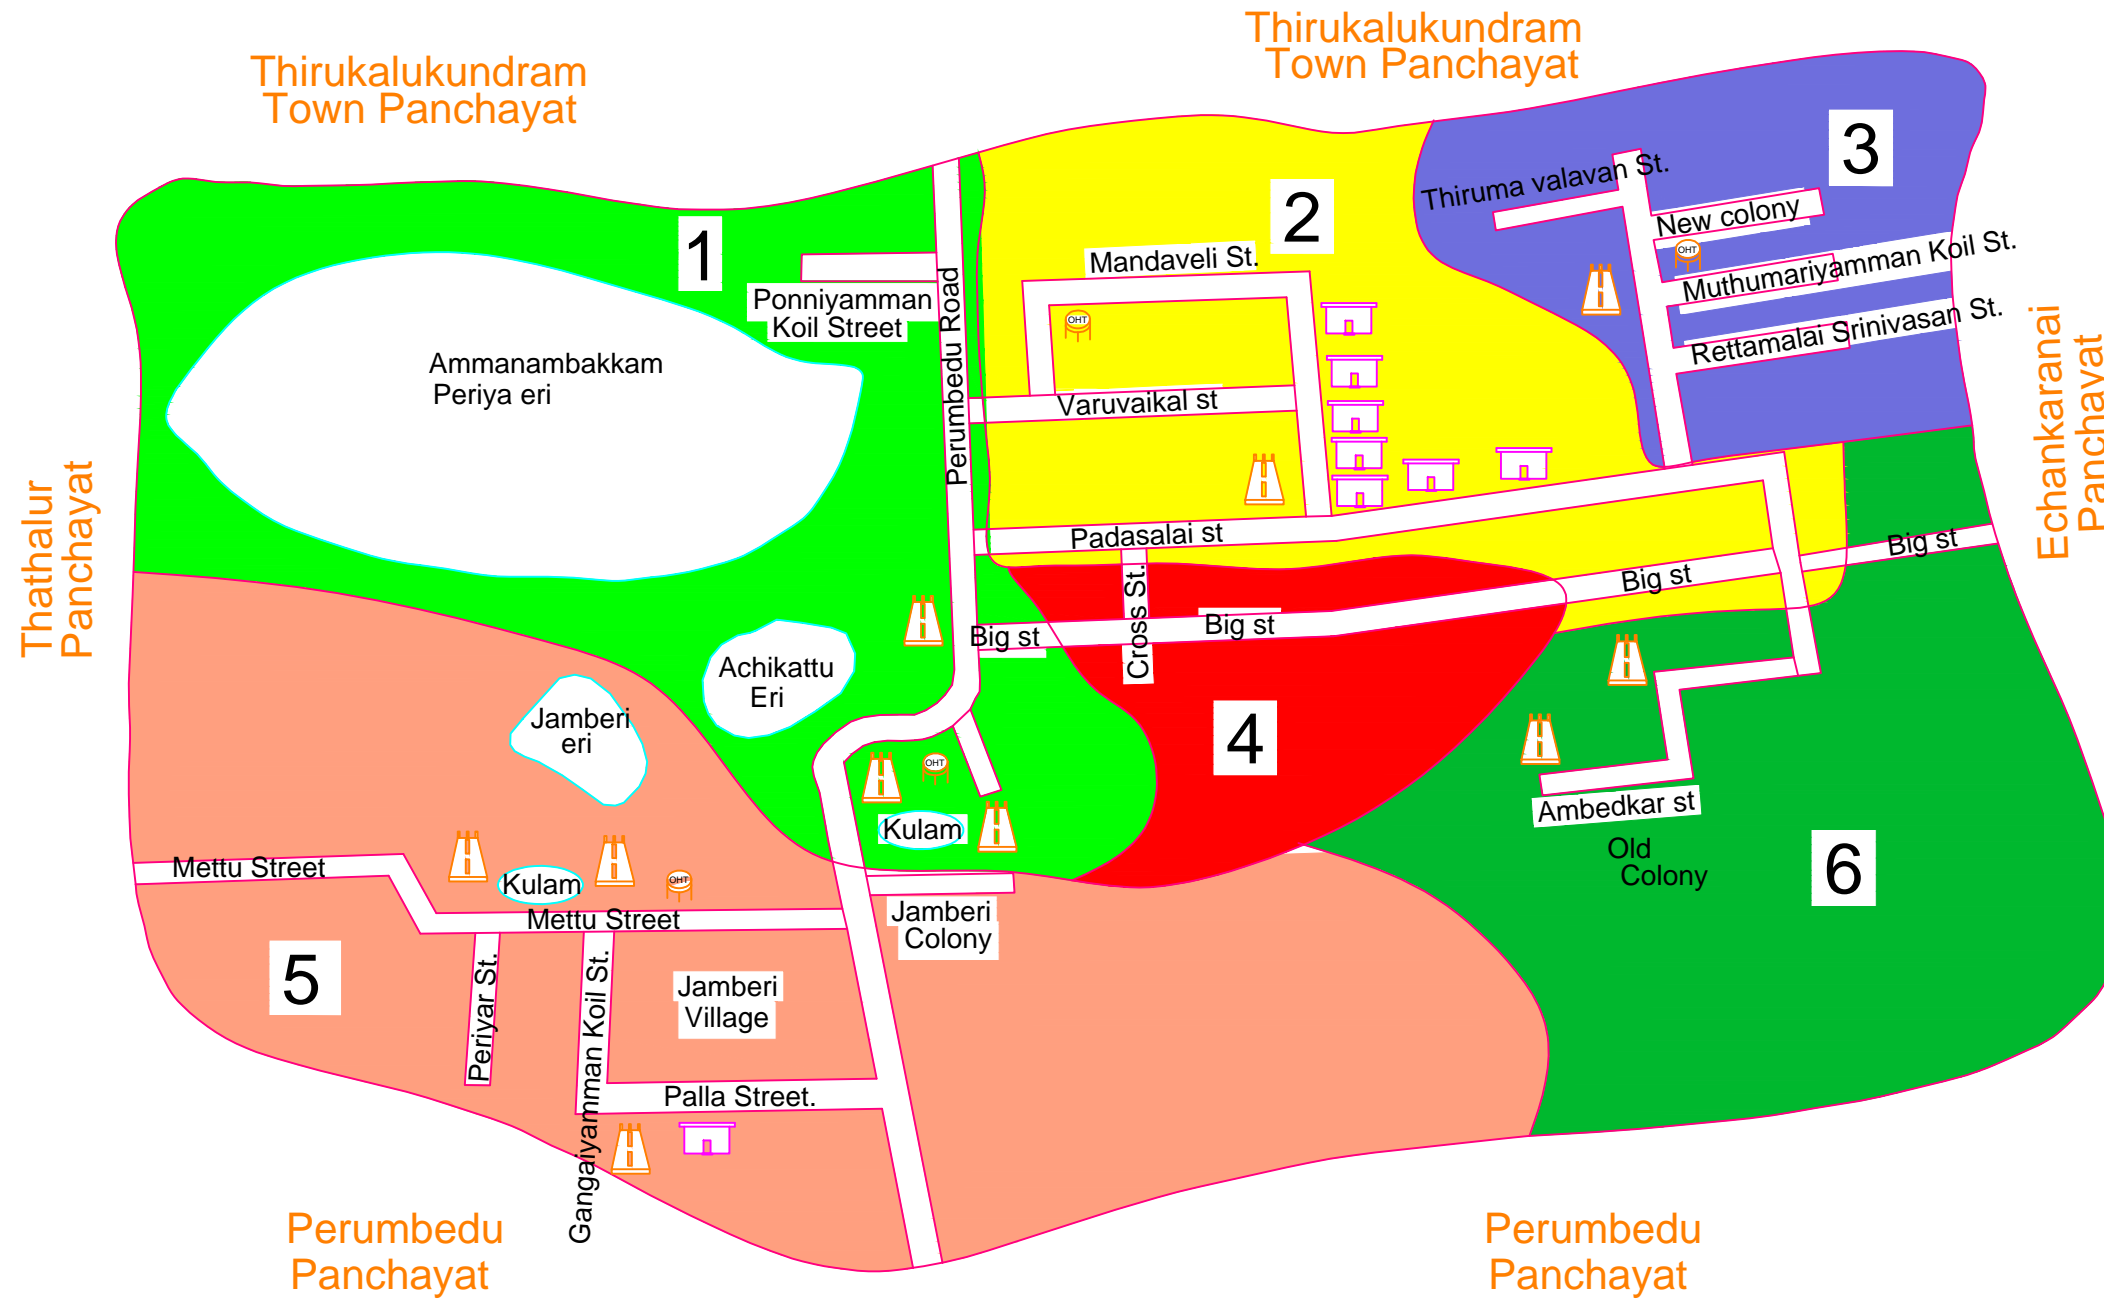 Thirukalukundram
Town Panchayat
Thirukalukundram
Town Panchayat
3
Thiruma valavan St.
New colony
OHT
Muthumariyamman Koil St.
Rettamalai Srinivasan St.
2
Mandaveli St.
OHT
Varuvaikal st
1
Ponniyamman
Koil Street
Perumbedu Road
Ammanambakkam
Periya eri
Echankaranai
Panchayat
Thathalur
Panchayat
Padasalai st
Cross St.
Big st
Big st
Big st
Big st
Achikattu
Eri
Jamberi
eri
4
OHT
Kulam
Ambedkar st
Old
Colony
6
Mettu Street
Kulam
OHT
Mettu Street
Jamberi
Colony
5
Periyar St.
Gangaiyamman Koil St.
Jamberi
Village
Palla Street.
Perumbedu
Panchayat
Perumbedu
Panchayat